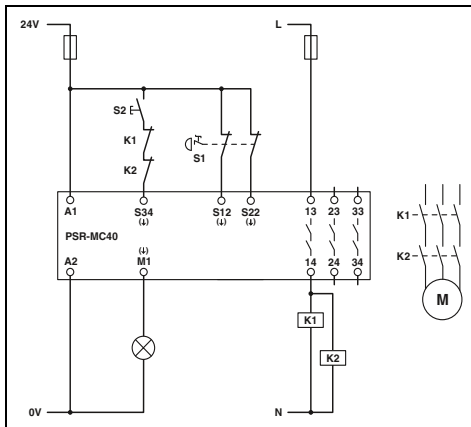 24V L
S2
K1
S1
K2
A1 S34 S12 S22 13 23 33
(↓) (↓) (↓)
K1
PSR-MC40
(↓)
K2
A2 M1 14 24 34
M
K1
K2
0V N